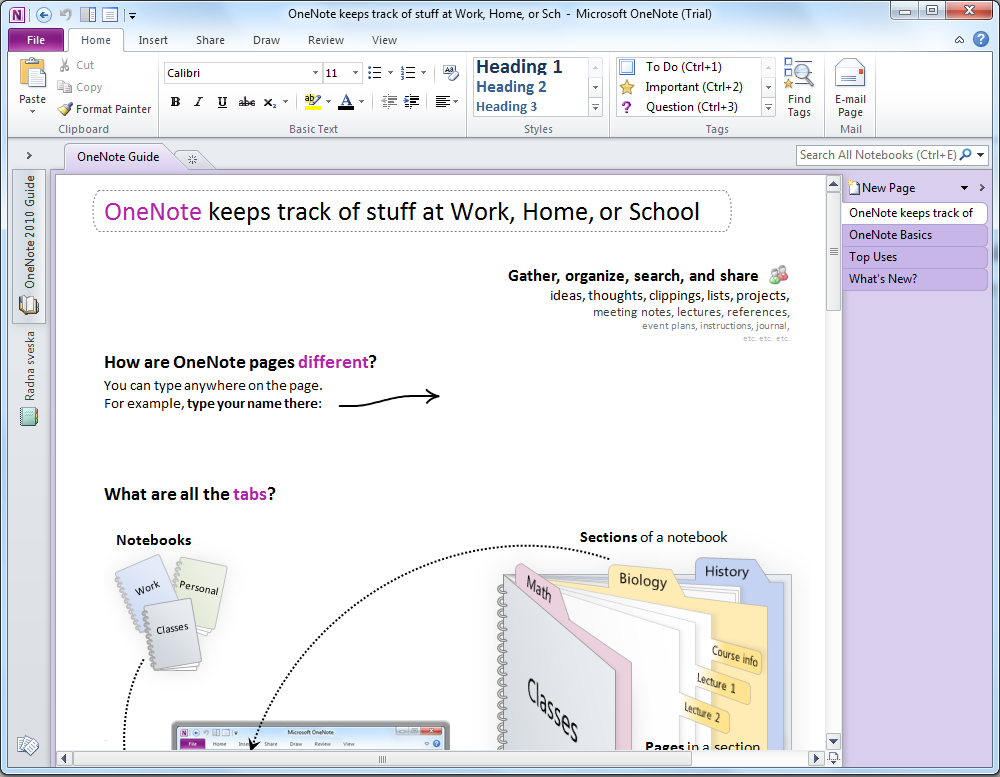 OneNote keeps track of stuff at Work, Home, or Sch - Microsoft OneNote (Trial)
File Home Insert Share Draw Review View
Paste
Cut
Copy
Format Painter
Clipboard
Calibri 11
B I U abc x₂ ab A
Basic Text
Heading 1
Heading 2
Heading 3
Styles
To Do (Ctrl+1)
Important (Ctrl+2)
? Question (Ctrl+3)
Tags
Find
Tags
E-mail
Page
Mail
OneNote Guide
Search All Notebooks (Ctrl+E)
OneNote 2010 Guide
Radna sveska
New Page
OneNote keeps track of
OneNote Basics
Top Uses
What's New?
OneNote keeps track of stuff at Work, Home, or School
Gather, organize, search, and share
ideas, thoughts, clippings, lists, projects,
meeting notes, lectures, references,
event plans, instructions, journal,
etc. etc. etc.
How are OneNote pages different?
You can type anywhere on the page.
For example, type your name there:
What are all the tabs?
Notebooks
Work
Personal
Classes
Sections of a notebook
Math
Biology
History
Course info
Lecture 1
Lecture 2
Classes
Pages in a section
Microsoft OneNote
File Home Insert Share Draw Review View